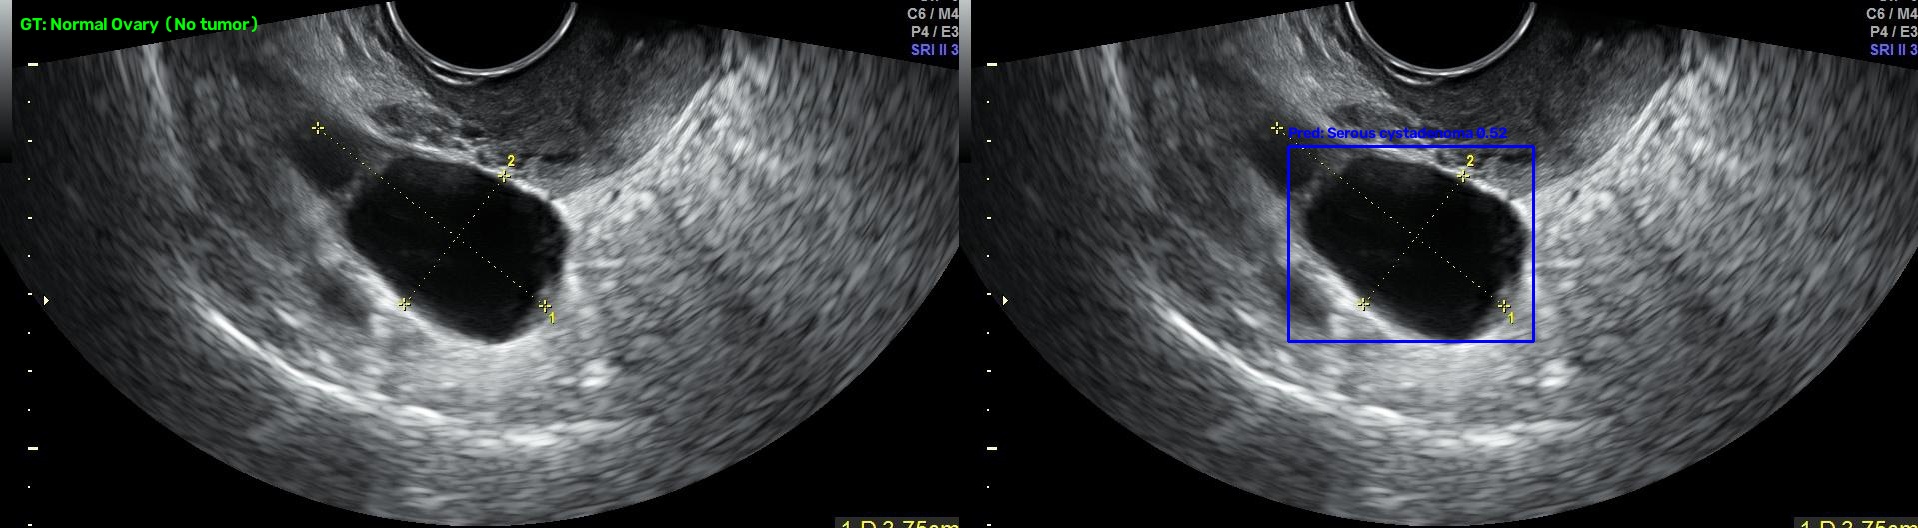 GT: Normal Ovary (No tumor)
C6 / M4
P4 / E3
SRI II 3
2
1
C6 / M4
P4 / E3
SRI II 3
Pred: Serous cystadenoma 0.52
2
1